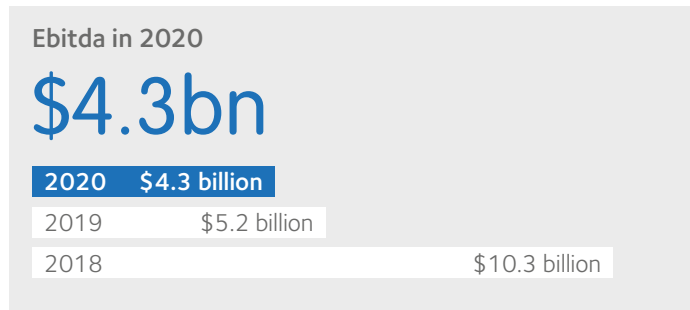 Ebitda in 2020
$4.3bn
2020 $4.3 billion
2019 $5.2 billion
2018 $10.3 billion